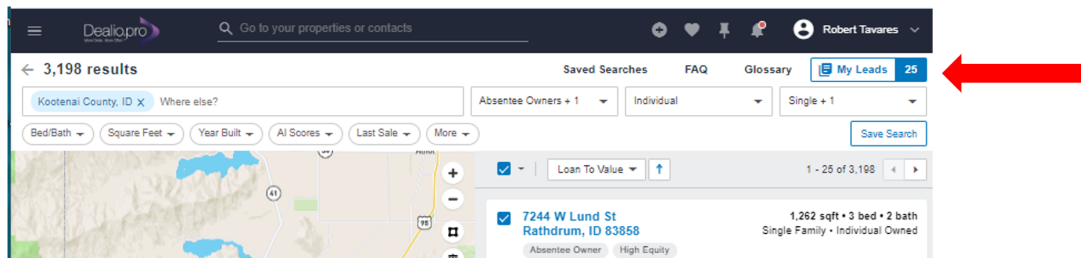 Dealio.pro
Go to your properties or contacts
Robert Tavares
3,198 results
Saved Searches
FAQ
Glossary
My Leads 25
Kootenai County, ID X Where else?
Absentee Owners + 1
Individual
Single + 1
Bed/Bath
Square Feet
Year Built
AI Scores
Last Sale
More
Save Search
41
95
Loan To Value
1 - 25 of 3,198
7244 W Lund St
Rathdrum, ID 83858
1,262 sqft • 3 bed • 2 bath
Single Family • Individual Owned
Absentee Owner
High Equity